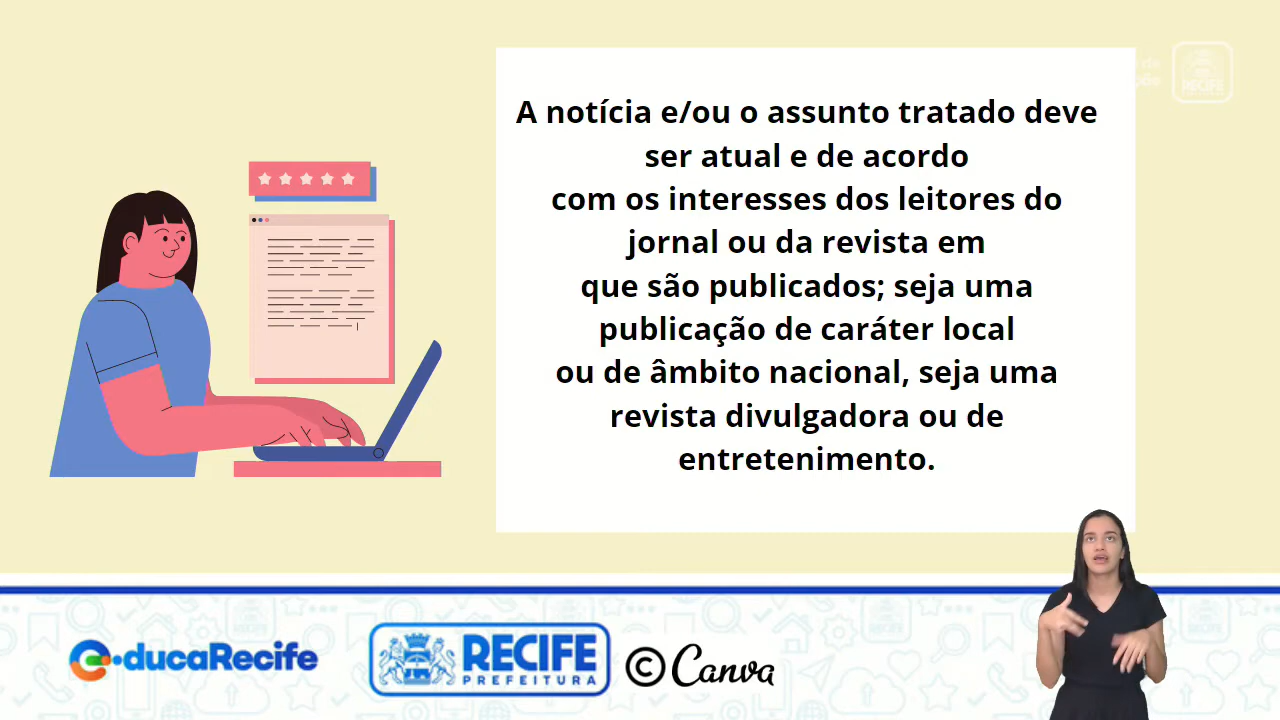 A notícia e/ou o assunto tratado deve
ser atual e de acordo
com os interesses dos leitores do
jornal ou da revista em
que são publicados; seja uma
publicação de caráter local
ou de âmbito nacional, seja uma
revista divulgadora ou de
entretenimento.
RECIFE
ducaRecife
RECIFE
PREFEITURA
© Canva